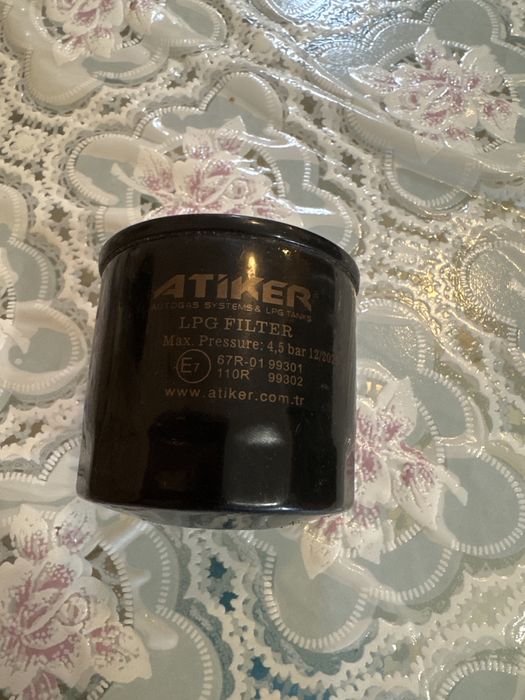 ATiKER®
AUTOGAS SYSTEMS & LPG TANKS
LPG FILTER
Max. Pressure: 4,5 bar
E7
67R-01 99301
110R 99302
www.atiker.com.tr